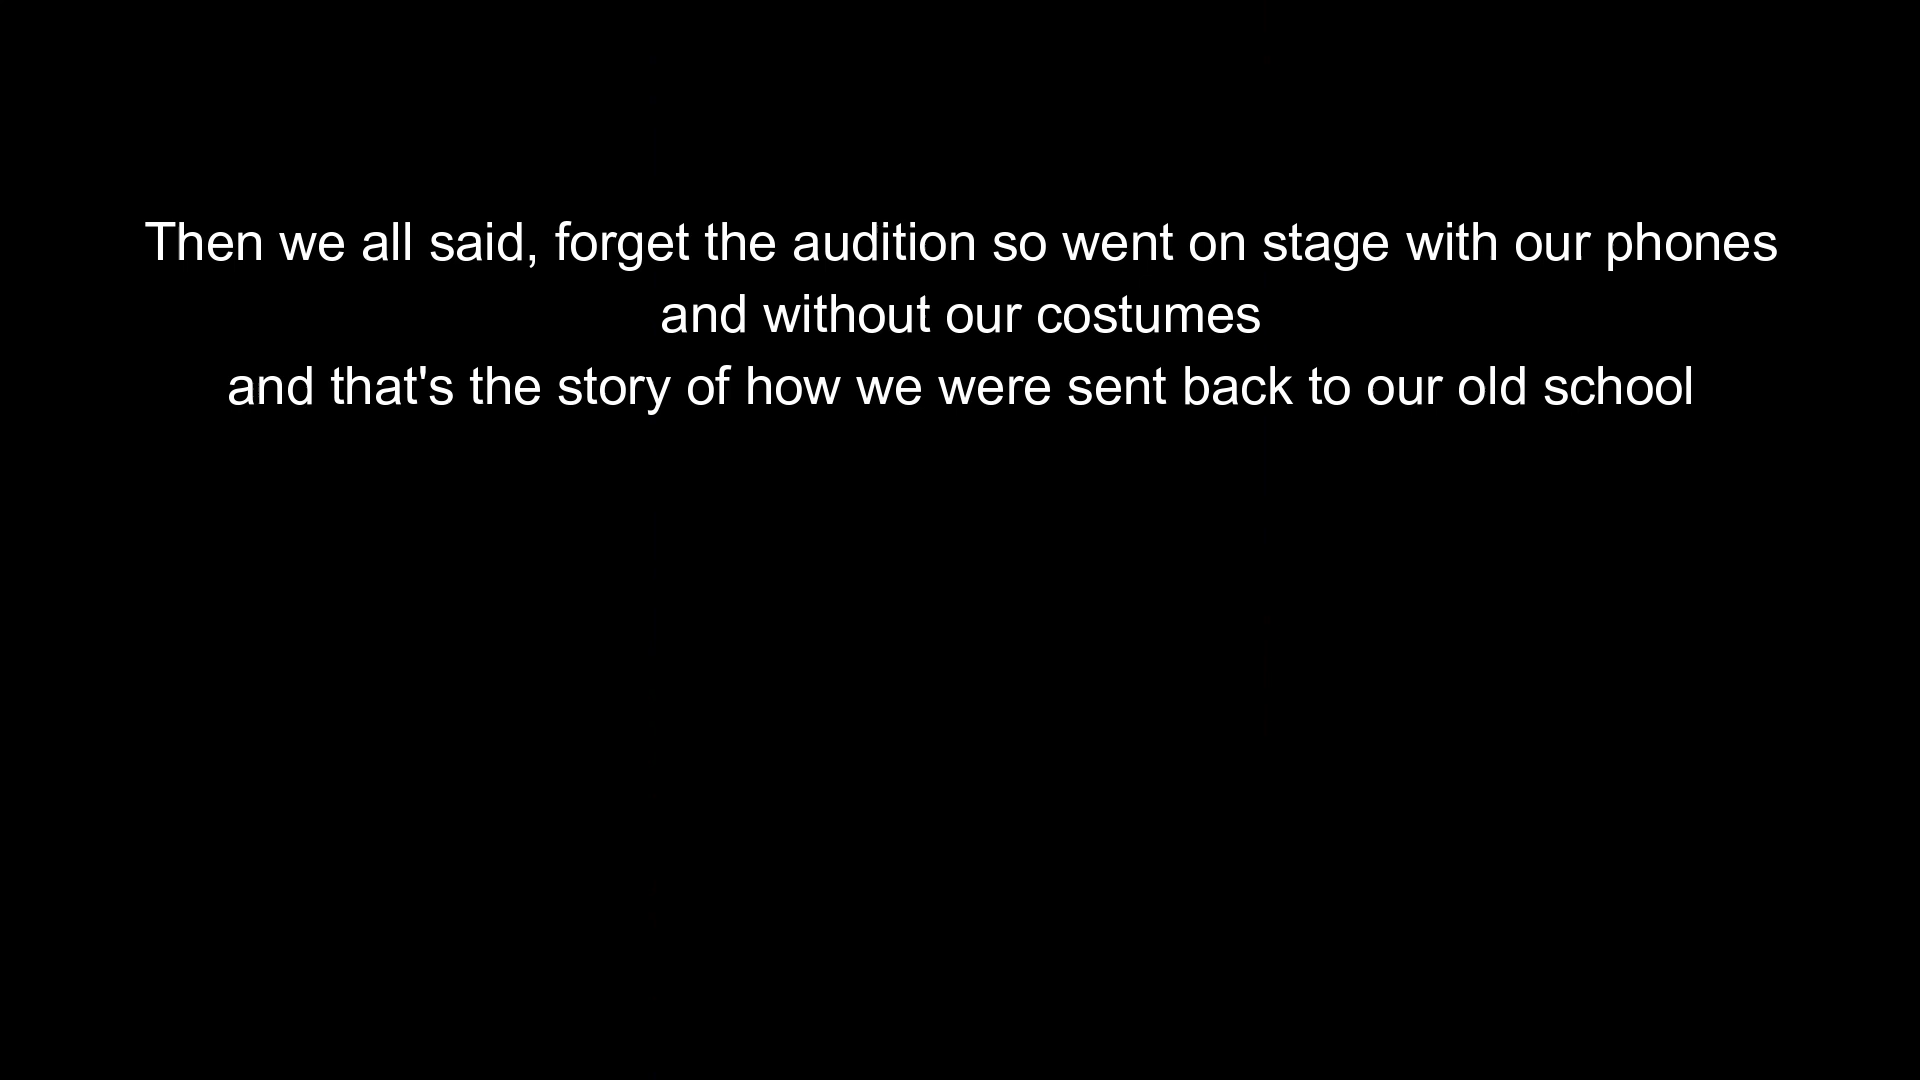 Then we all said, forget the audition so went on stage with our phones
and without our costumes
and that's the story of how we were sent back to our old school